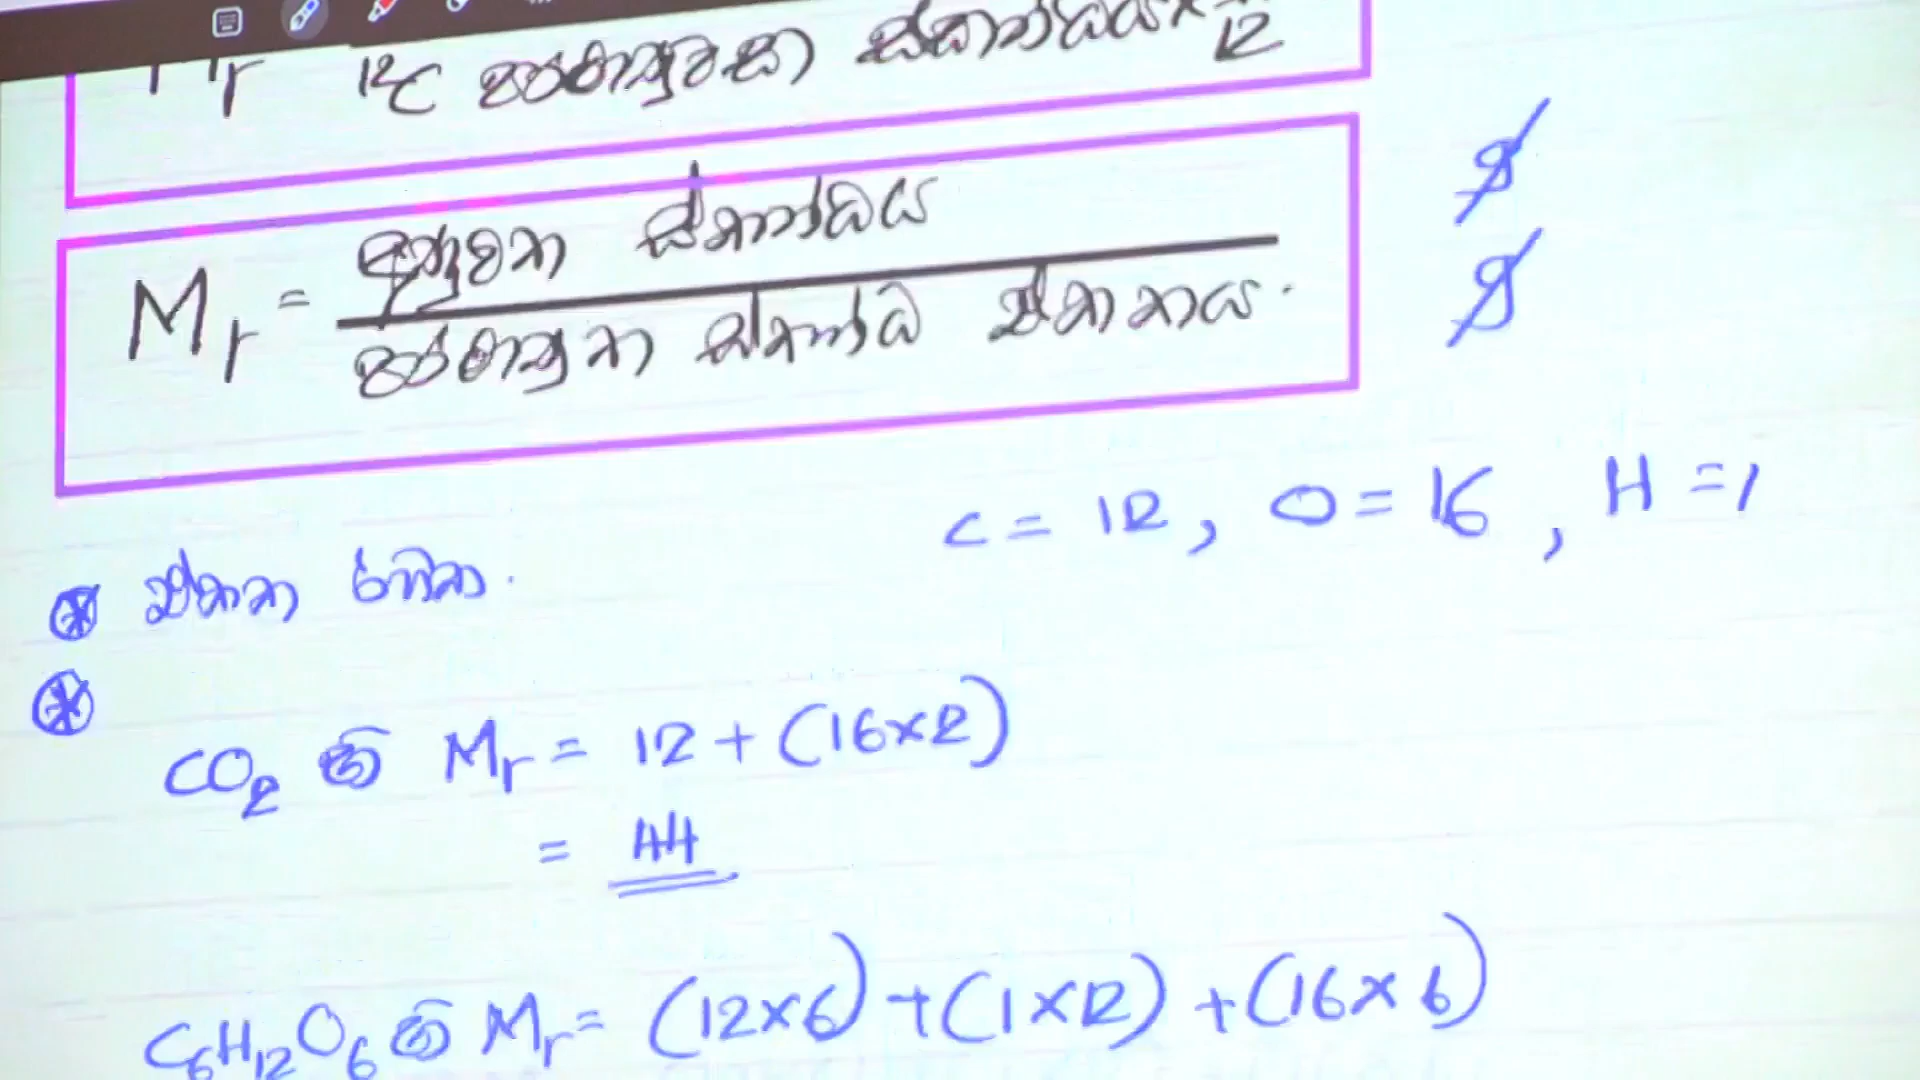 Mr ¹²C පරමාණුවක ස්කන්ධය × 1/12
Mr = අණුවක ස්කන්ධය
පරමාණුක ස්කන්ධ ඒකකය.
C = 12, O = 16, H = 1
ඒකක රහිත.
CO₂ හි Mr = 12 + (16×2)
= 44
C₆H₁₂O₆ හි Mr = (12×6) + (1×12) + (16×6)